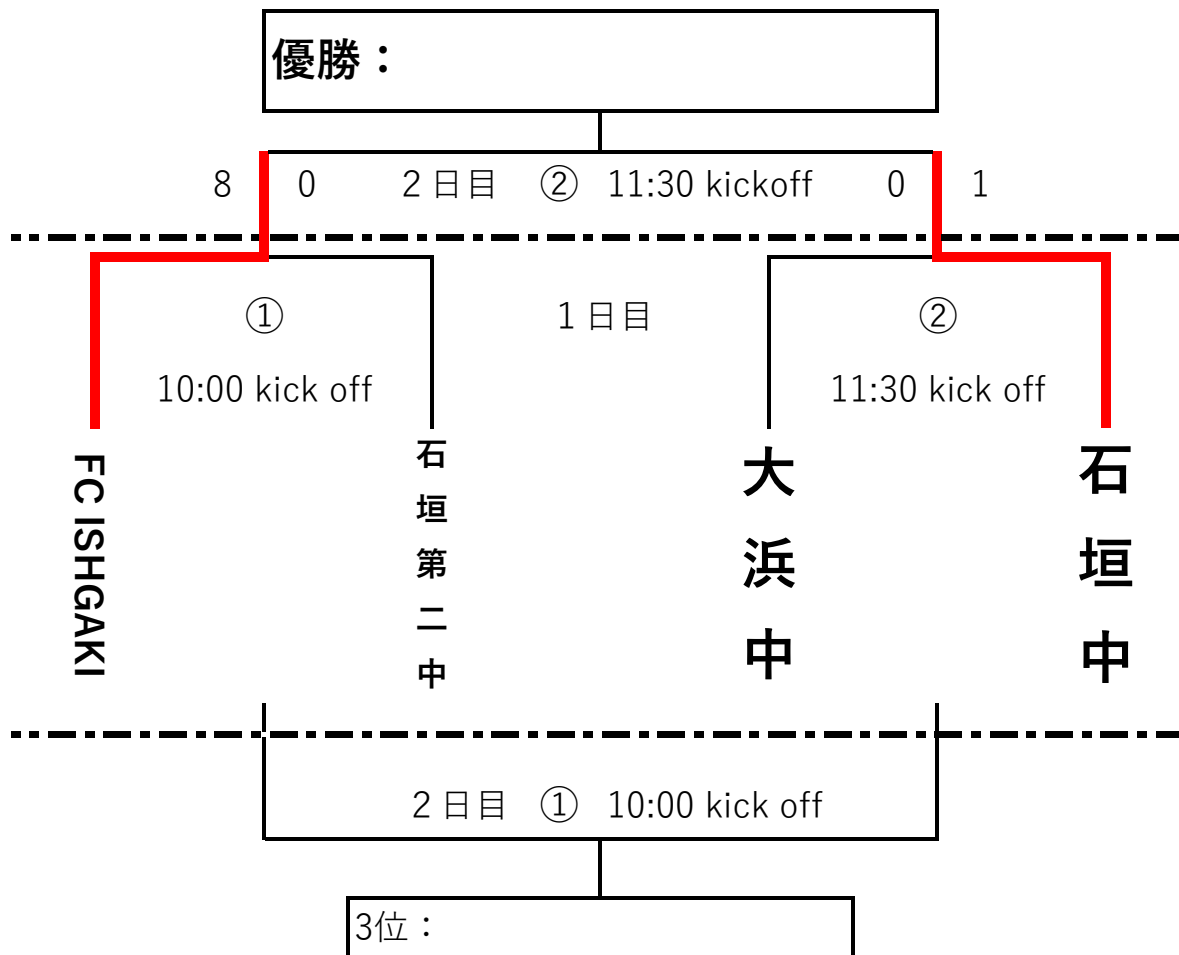 優勝：
8 0 2日目 ② 11:30 kickoff 0 1
① 1日目 ②
10:00 kick off 11:30 kick off
FC ISHGAKI
石垣第二中
大浜中
石垣中
2日目 ① 10:00 kick off
3位：